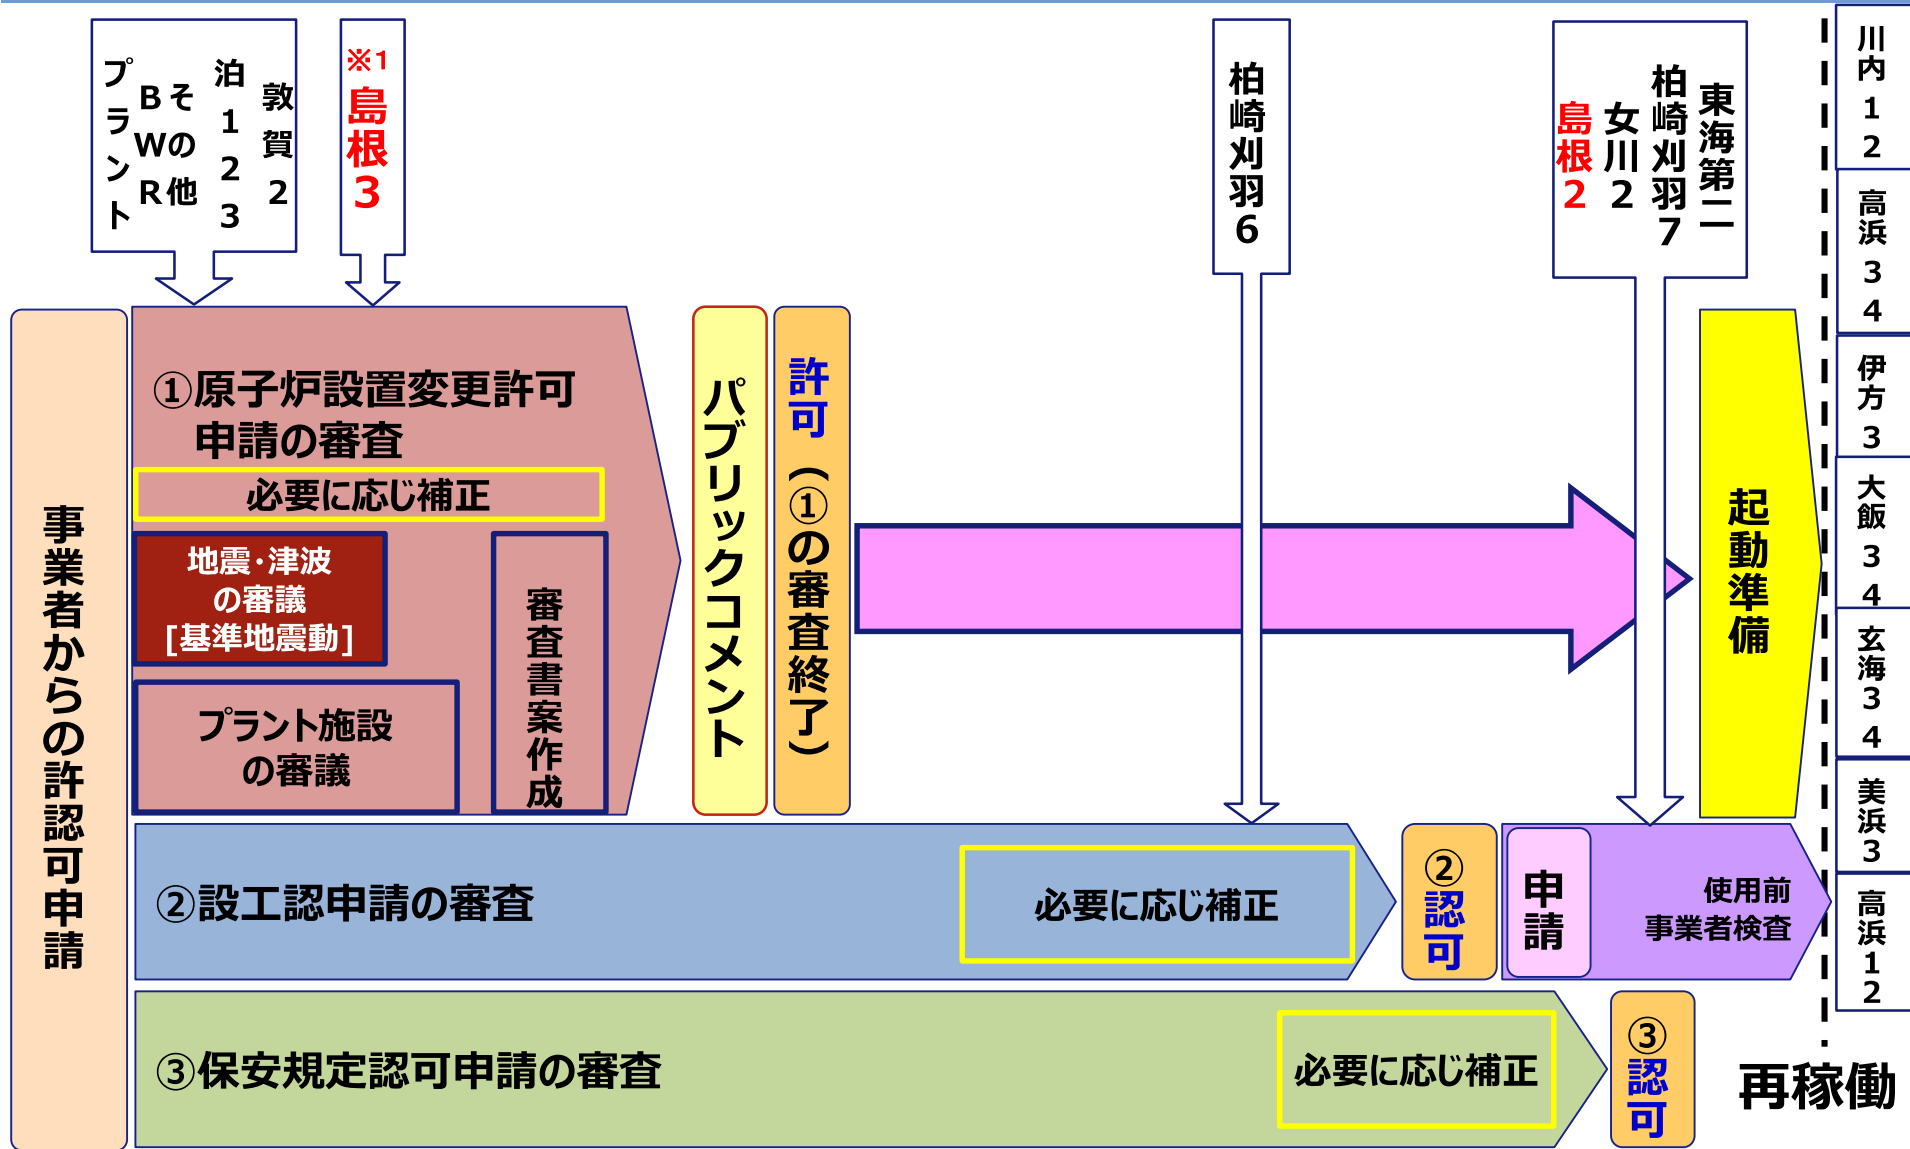 敦賀2
泊123
その他
BWR
プラント
※1
島根3
柏崎刈羽6
東海第二
柏崎刈羽7
女川2
島根2
川内12
高浜34
伊方3
大飯34
玄海34
美浜3
高浜12
事業者からの許認可申請
①原子炉設置変更許可
申請の審査
必要に応じ補正
地震・津波
の審議
[基準地震動]
プラント施設
の審議
審査書案作成
パブリックコメント
許可（①の審査終了）
起動準備
②設工認申請の審査
必要に応じ補正
②認可
申請
使用前
事業者検査
③保安規定認可申請の審査
必要に応じ補正
③認可
再稼働